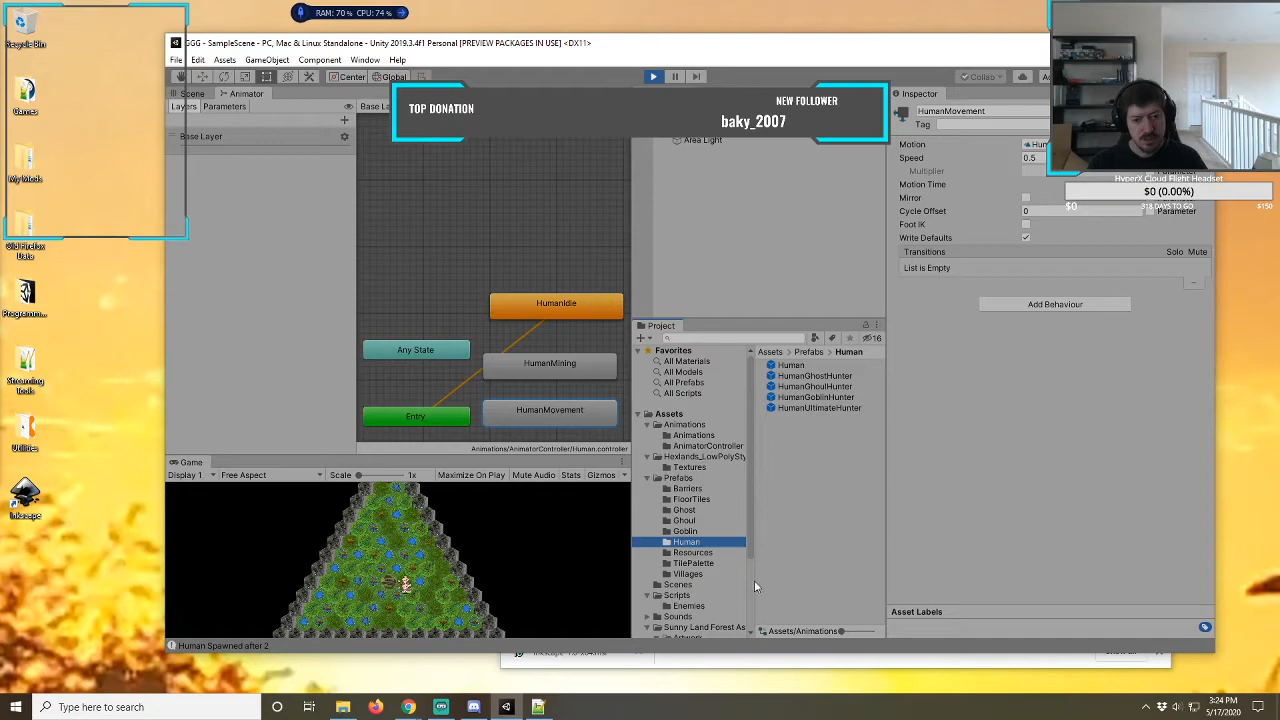 RAM: 70% CPU: 74%
Recycle Bin
Games
My Mods
Old Firefox
Data
Programm...
Streaming
Tools
Utilities
Inkscape
GGG - SampleScene - PC, Mac & Linux Standalone - Unity 2019.3.4f1 Personal [PREVIEW PACKAGES IN USE] <DX11>
File Edit Assets GameObject Component Window Help
Center Global
Collab
Scene Animator
Layers Parameters
Base Layer
TOP DONATION
NEW FOLLOWER
baky_2007
Area Light
HumanIdle
Any State
HumanMining
HumanMovement
Entry
Animations/AnimatorController/Human.controller
Game
Display 1 Free Aspect Scale 1x Maximize On Play Mute Audio Stats Gizmos
Human Spawned after 2
Project
16
Favorites
All Materials
All Models
All Prefabs
All Scripts
Assets
Animations
Animations
AnimatorController
Hexlands_LowPolySty
Textures
Prefabs
Barriers
FloorTiles
Ghost
Ghoul
Goblin
Human
Resources
TilePalette
Villages
Scenes
Scripts
Enemies
Sounds
Sunny Land Forest As
Assets > Prefabs > Human
Human
HumanGhostHunter
HumanGhoulHunter
HumanGoblinHunter
HumanUltimateHunter
Assets/Animations
Inspector
HumanMovement
Tag
Motion
Speed 0.5
Multiplier
Motion Time
Mirror
Cycle Offset 0
Foot IK
Write Defaults
Parameter
Transitions Solo Mute
List is Empty
Add Behaviour
Asset Labels
HyperX Cloud Flight Headset
$0 (0.00%)
$0 318 DAYS TO GO $150
Type here to search
3:24 PM
5/17/2020